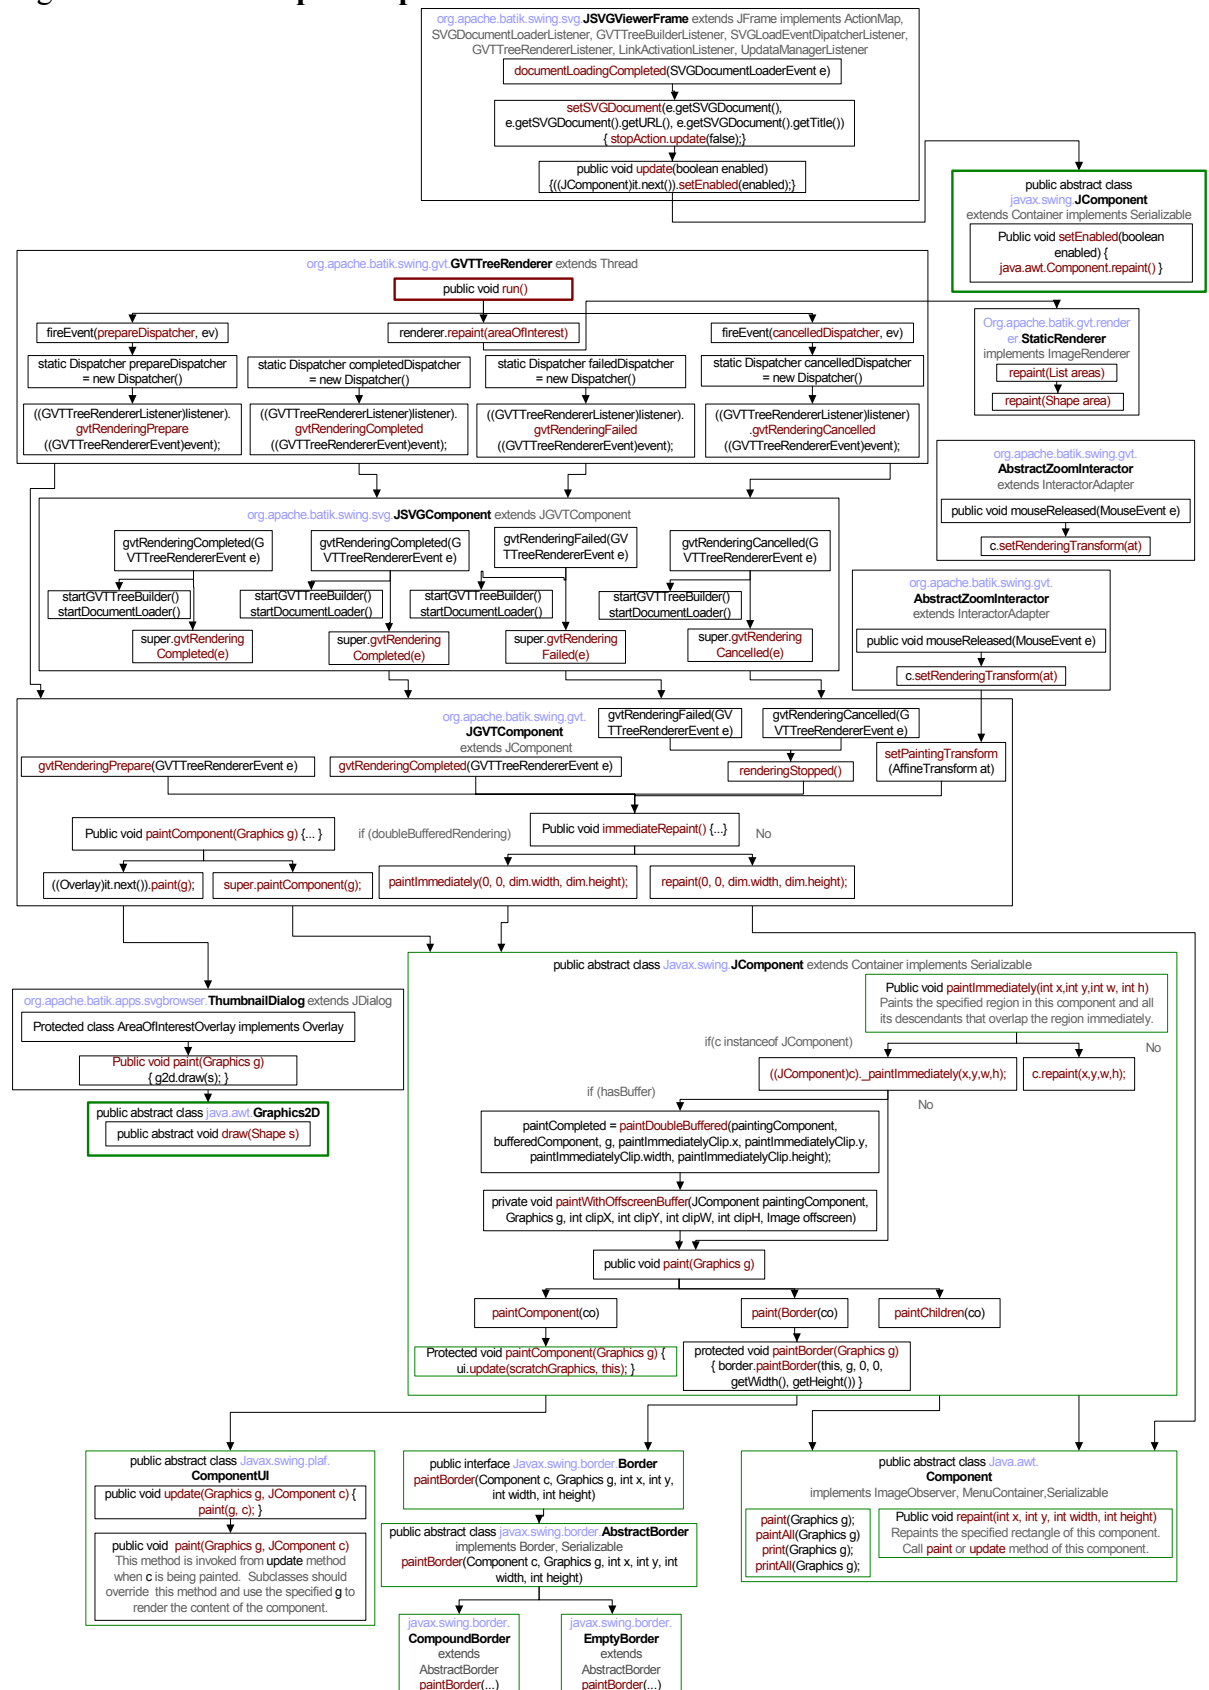 org.apache.batik.swing.svg.JSVGViewerFrame extends JFrame implements ActionMap,
SVGDocumentLoaderListener, GVTTreeBuilderListener, SVGLoadEventDipatcherListener,
GVTTreeRendererListener, LinkActivationListener, UpdataManagerListener
documentLoadingCompleted(SVGDocumentLoaderEvent e)
setSVGDocument(e.getSVGDocument(),
e.getSVGDocument().getURL(), e.getSVGDocument().getTitle())
{ stopAction.update(false);}
public void update(boolean enabled)
{((JComponent)it.next()).setEnabled(enabled);}
public abstract class
javax.swing.JComponent
extends Container implements Serializable
Public void setEnabled(boolean
enabled) {
java.awt.Component.repaint() }
org.apache.batik.swing.gvt.GVTTreeRenderer extends Thread
public void run()
fireEvent(prepareDispatcher, ev)
renderer.repaint(areaOfInterest)
fireEvent(cancelledDispatcher, ev)
static Dispatcher prepareDispatcher
= new Dispatcher()
static Dispatcher completedDispatcher
= new Dispatcher()
static Dispatcher failedDispatcher
= new Dispatcher()
static Dispatcher cancelledDispatcher
= new Dispatcher()
((GVTTreeRendererListener)listener).
gvtRenderingPrepare
((GVTTreeRendererEvent)event);
((GVTTreeRendererListener)listener).
gvtRenderingCompleted
((GVTTreeRendererEvent)event);
((GVTTreeRendererListener)listener).
gvtRenderingFailed
((GVTTreeRendererEvent)event);
((GVTTreeRendererListener)listener)
.gvtRenderingCancelled
((GVTTreeRendererEvent)event);
Org.apache.batik.gvt.render
er.StaticRenderer
implements ImageRenderer
repaint(List areas)
repaint(Shape area)
org.apache.batik.swing.gvt.
AbstractZoomInteractor
extends InteractorAdapter
public void mouseReleased(MouseEvent e)
c.setRenderingTransform(at)
org.apache.batik.swing.svg.JSVGComponent extends JGVTComponent
gvtRenderingCompleted(G
VTTreeRendererEvent e)
gvtRenderingCompleted(G
VTTreeRendererEvent e)
gvtRenderingFailed(GV
TTreeRendererEvent e)
gvtRenderingCancelled(G
VTTreeRendererEvent e)
startGVTTreeBuilder()
startDocumentLoader()
startGVTTreeBuilder()
startDocumentLoader()
startGVTTreeBuilder()
startDocumentLoader()
startGVTTreeBuilder()
startDocumentLoader()
super.gvtRendering
Completed(e)
super.gvtRendering
Completed(e)
super.gvtRendering
Failed(e)
super.gvtRendering
Cancelled(e)
org.apache.batik.swing.gvt.
AbstractZoomInteractor
extends InteractorAdapter
public void mouseReleased(MouseEvent e)
c.setRenderingTransform(at)
org.apache.batik.swing.gvt.
JGVTComponent
extends JComponent
gvtRenderingFailed(GV
TTreeRendererEvent e)
gvtRenderingCancelled(G
VTTreeRendererEvent e)
setPaintingTransform
(AffineTransform at)
gvtRenderingPrepare(GVTTreeRendererEvent e)
gvtRenderingCompleted(GVTTreeRendererEvent e)
renderingStopped()
Public void paintComponent(Graphics g) {... }
if (doubleBufferedRendering)
Public void immediateRepaint() {...}
No
((Overlay)it.next()).paint(g);
super.paintComponent(g);
paintImmediately(0, 0, dim.width, dim.height);
repaint(0, 0, dim.width, dim.height);
org.apache.batik.apps.svgbrowser.ThumbnailDialog extends JDialog
Protected class AreaOfInterestOverlay implements Overlay
Public void paint(Graphics g)
{ g2d.draw(s); }
public abstract class java.awt.Graphics2D
public abstract void draw(Shape s)
public abstract class Javax.swing.JComponent extends Container implements Serializable
Public void paintImmediately(int x,int y,int w, int h)
Paints the specified region in this component and all
its descendants that overlap the region immediately.
if(c instanceof JComponent)
No
((JComponent)c)._paintImmediately(x,y,w,h);
c.repaint(x,y,w,h);
if (hasBuffer)
No
paintCompleted = paintDoubleBuffered(paintingComponent,
bufferedComponent, g, paintImmediatelyClip.x, paintImmediatelyClip.y,
paintImmediatelyClip.width, paintImmediatelyClip.height);
private void paintWithOffscreenBuffer(JComponent paintingComponent,
Graphics g, int clipX, int clipY, int clipW, int clipH, Image offscreen)
public void paint(Graphics g)
paintComponent(co)
paint(Border(co)
paintChildren(co)
Protected void paintComponent(Graphics g) {
ui.update(scratchGraphics, this); }
protected void paintBorder(Graphics g)
{ border.paintBorder(this, g, 0, 0,
getWidth(), getHeight()) }
public abstract class Javax.swing.plaf.
ComponentUI
public void update(Graphics g, JComponent c) {
paint(g, c); }
public void paint(Graphics g, JComponent c)
This method is invoked from update method
when c is being painted. Subclasses should
override this method and use the specified g to
render the content of the component.
public interface Javax.swing.border.Border
paintBorder(Component c, Graphics g, int x, int y,
int width, int height)
public abstract class javax.swing.border.AbstractBorder
implements Border, Serializable
paintBorder(Component c, Graphics g, int x, int y, int
width, int height)
javax.swing.border.
CompoundBorder
extends
AbstractBorder
paintBorder(...)
javax.swing.border.
EmptyBorder
extends
AbstractBorder
paintBorder(...)
public abstract class Java.awt.
Component
implements ImageObserver, MenuContainer,Serializable
paint(Graphics g);
paintAll(Graphics g)
print(Graphics g);
printAll(Graphics g);
Public void repaint(int x, int y, int width, int height)
Repaints the specified rectangle of this component.
Call paint or update method of this component.